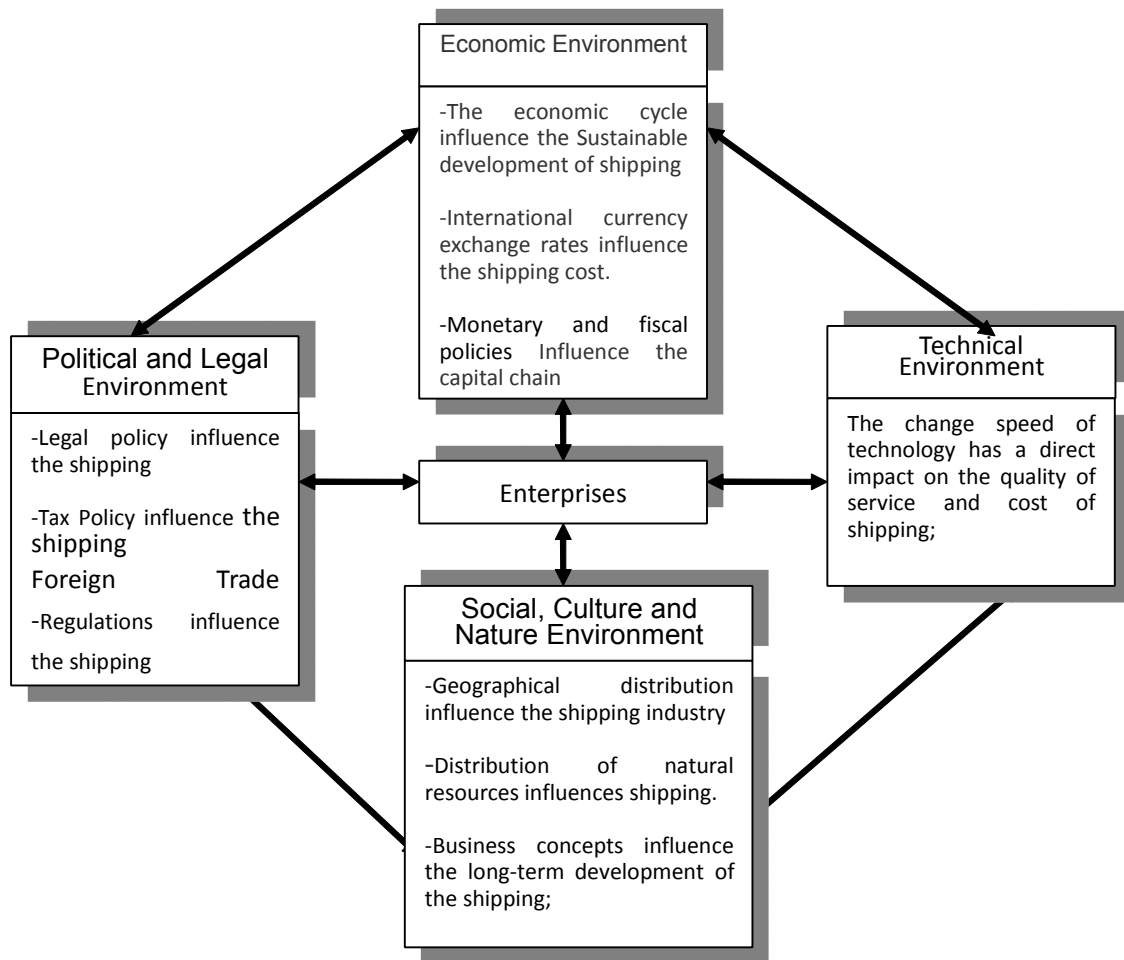 Economic Environment
-The economic cycle
influence the Sustainable
development of shipping
-International currency
exchange rates influence
the shipping cost.
-Monetary and fiscal
policies Influence the
capital chain
Political and Legal
Environment
-Legal policy influence
the shipping
-Tax Policy influence the
shipping
Foreign Trade
-Regulations influence
the shipping
Technical
Environment
The change speed of
technology has a direct
impact on the quality of
service and cost of
shipping;
Enterprises
Social, Culture and
Nature Environment
-Geographical distribution
influence the shipping industry
-Distribution of natural
resources influences shipping.
-Business concepts influence
the long-term development of
the shipping;